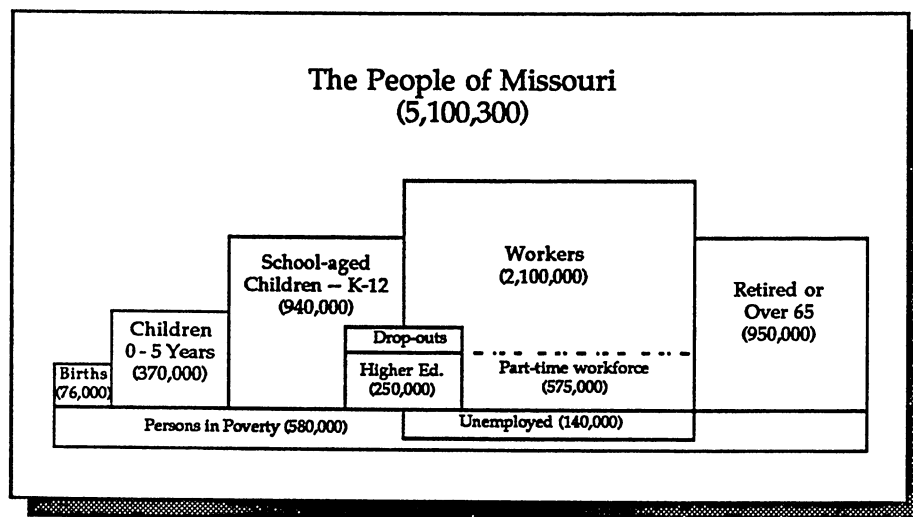 The People of Missouri
(5,100,300)
Births
(76,000)
Children
0 - 5 Years
(370,000)
School-aged
Children – K-12
(940,000)
Drop-outs
Higher Ed.
(250,000)
Workers
(2,100,000)
Part-time workforce
(575,000)
Retired or
Over 65
(950,000)
Persons in Poverty (580,000)
Unemployed (140,000)